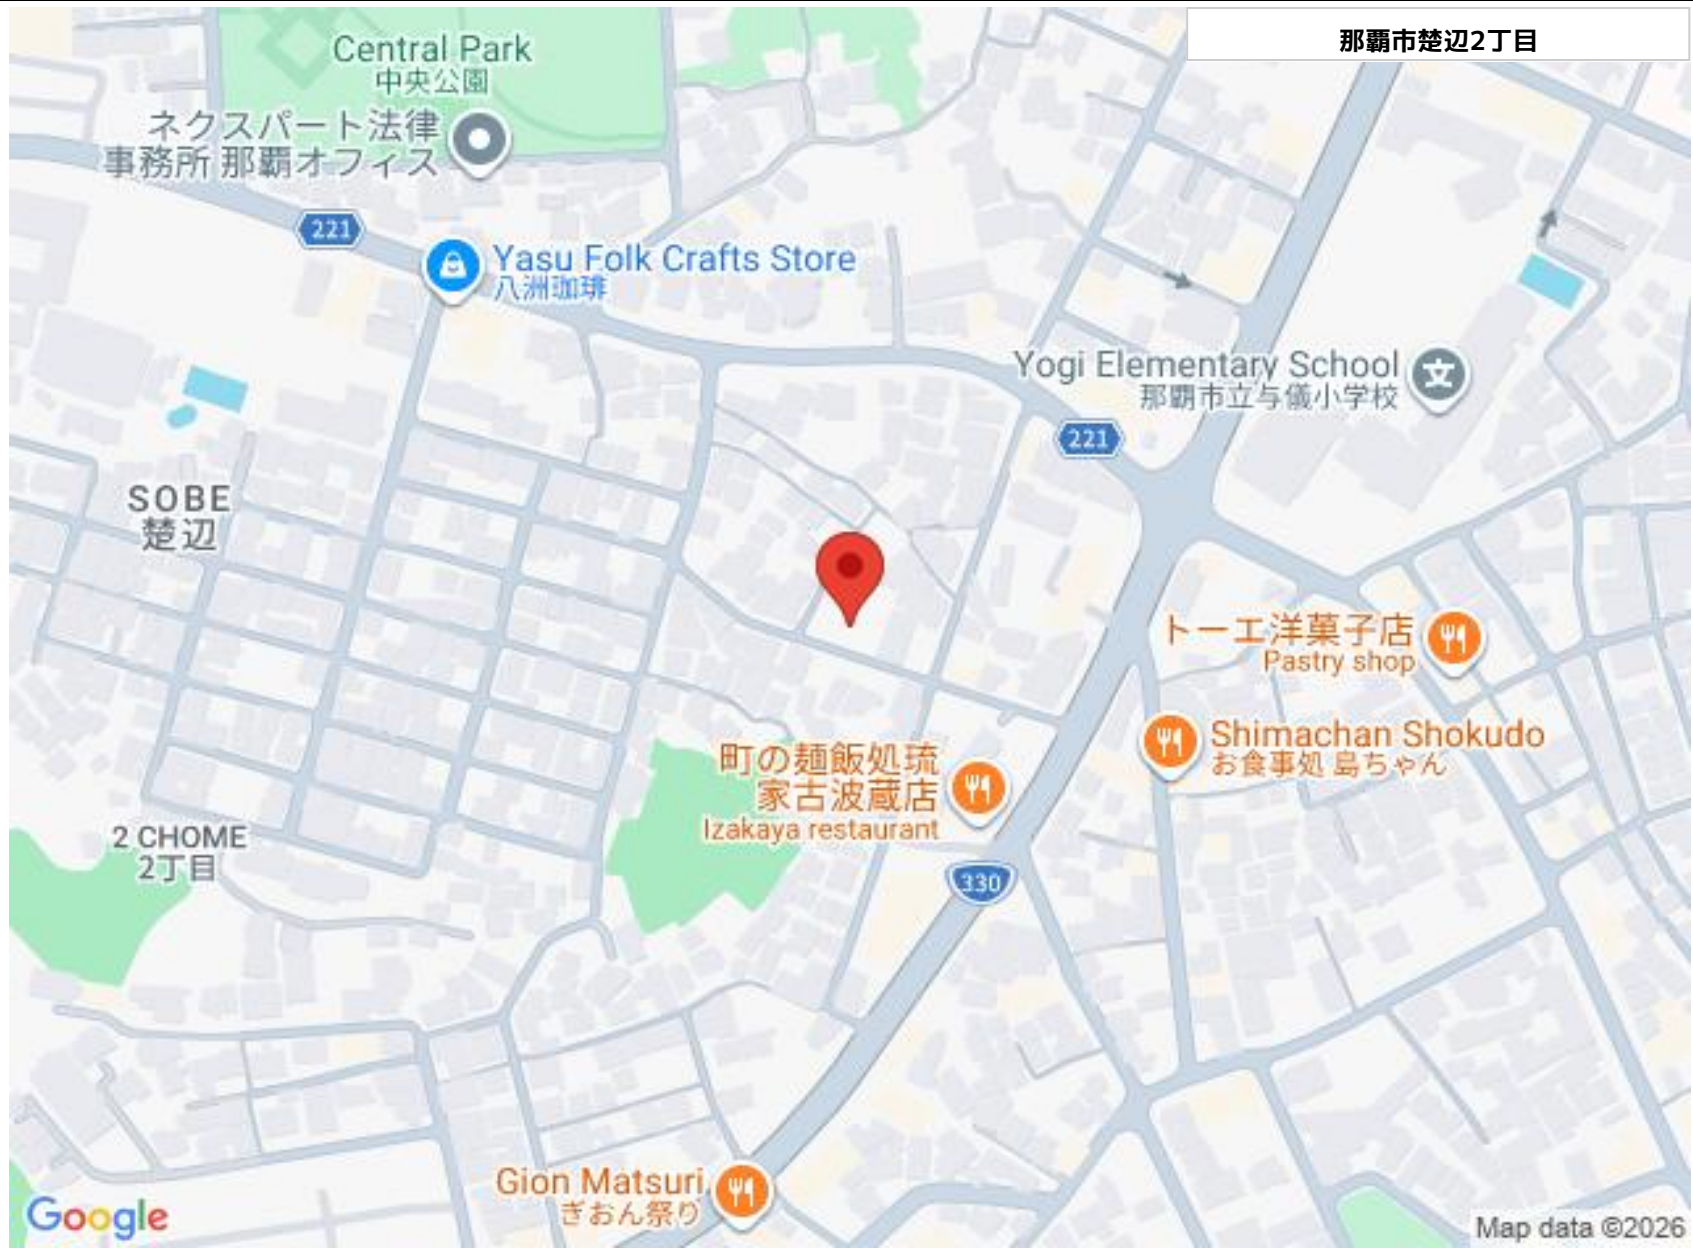 那覇市楚辺2丁目
Central Park
中央公園
ネクスパート法律
事務所 那覇オフィス
221
Yasu Folk Crafts Store
八洲珈琲
Yogi Elementary School
那覇市立与儀小学校
文
221
SOBE
楚辺
トーエ洋菓子店
Pastry shop
Shimachan Shokudo
お食事処 島ちゃん
町の麺飯処琉
家古波蔵店
Izakaya restaurant
2 CHOME
2丁目
330
Gion Matsuri
ぎおん祭り
Google
Map data ©2026